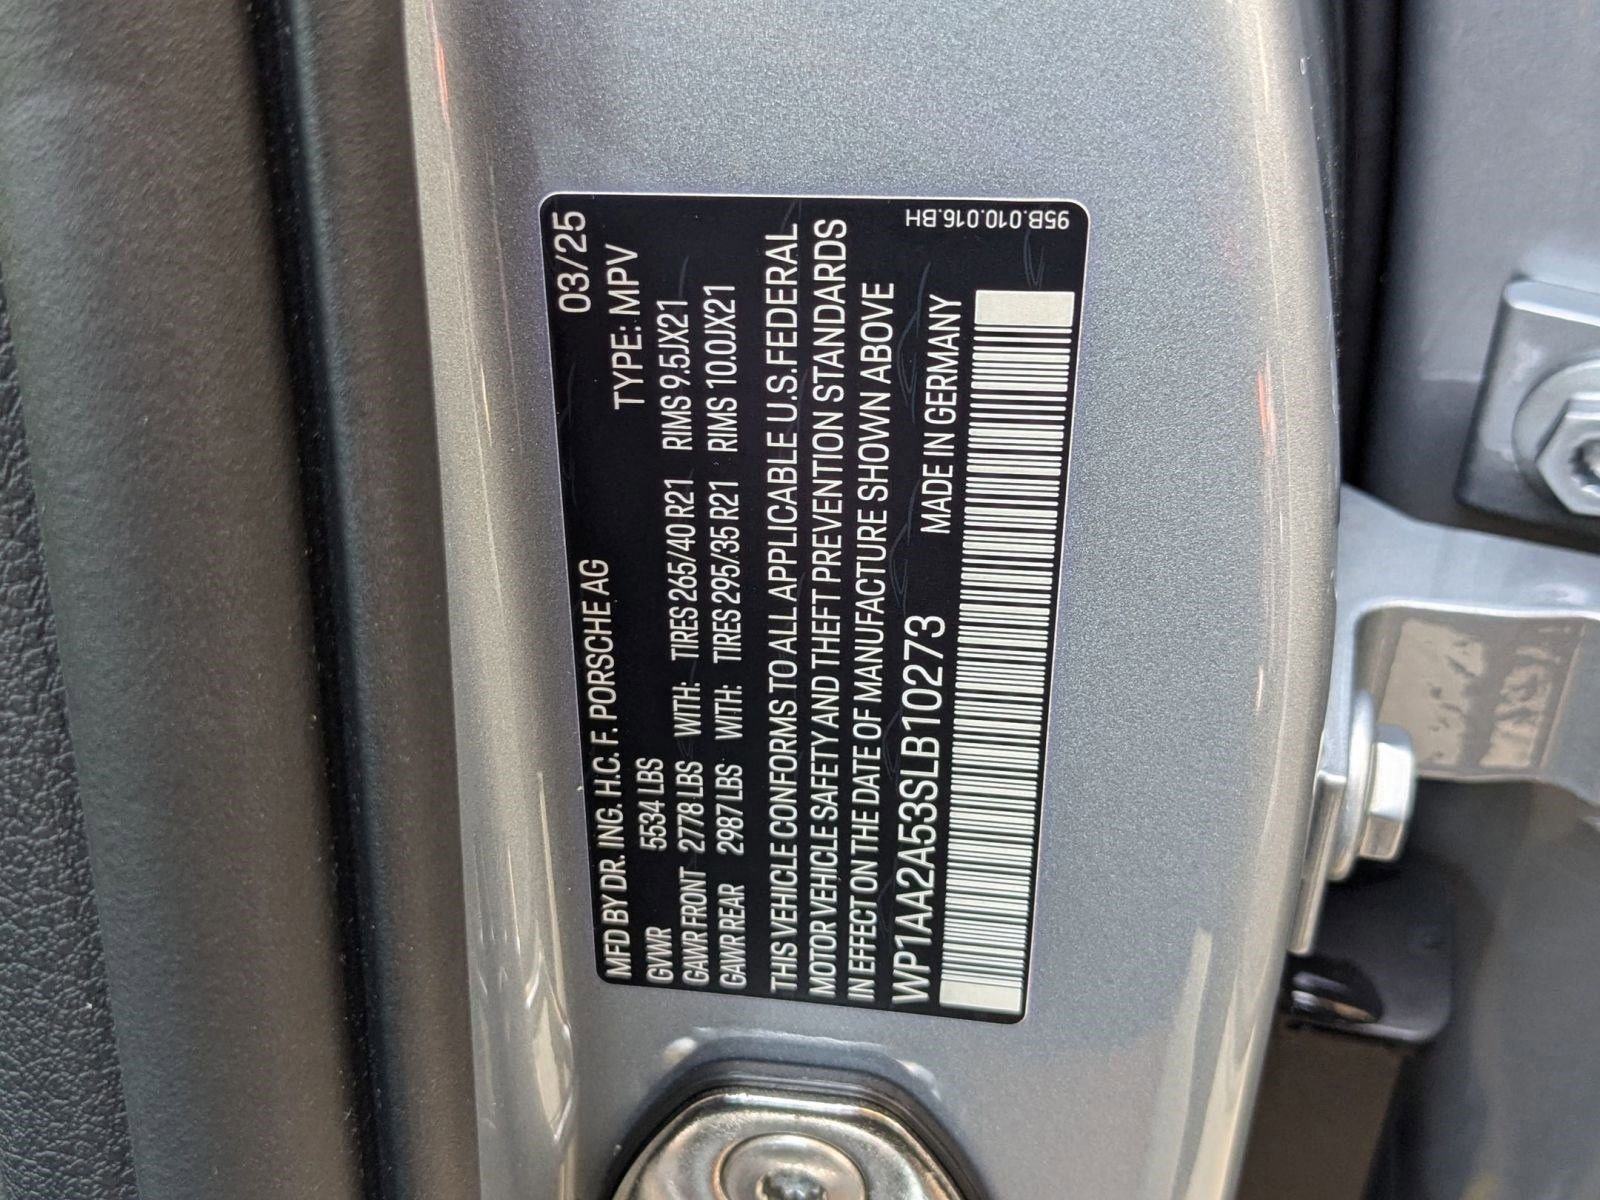 03/25
MFD BY DR. ING. H.C. F. PORSCHE AG TYPE: MPV
GVWR 5534 LBS
GAWR FRONT 2778 LBS WITH: TIRES 265/40 R21 RIMS 9.5JX21
GAWR REAR 2987 LBS WITH: TIRES 295/35 R21 RIMS 10.0JX21
THIS VEHICLE CONFORMS TO ALL APPLICABLE U.S.FEDERAL
MOTOR VEHICLE SAFETY AND THEFT PREVENTION STANDARDS
IN EFFECT ON THE DATE OF MANUFACTURE SHOWN ABOVE
WP1AA2A53SLB10273 MADE IN GERMANY
95B.010.016.BH